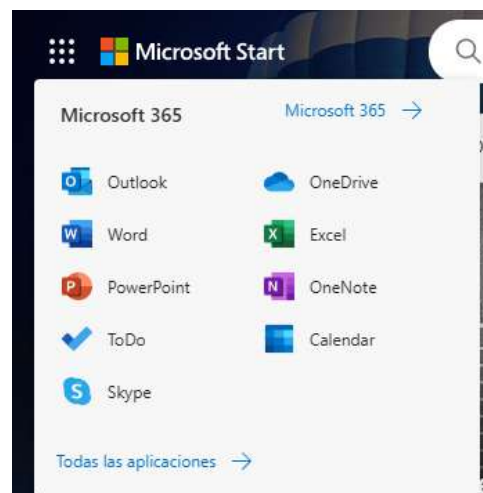 Microsoft Start
Microsoft 365 Microsoft 365
Outlook OneDrive
Word Excel
PowerPoint OneNote
ToDo Calendar
Skype
Todas las aplicaciones